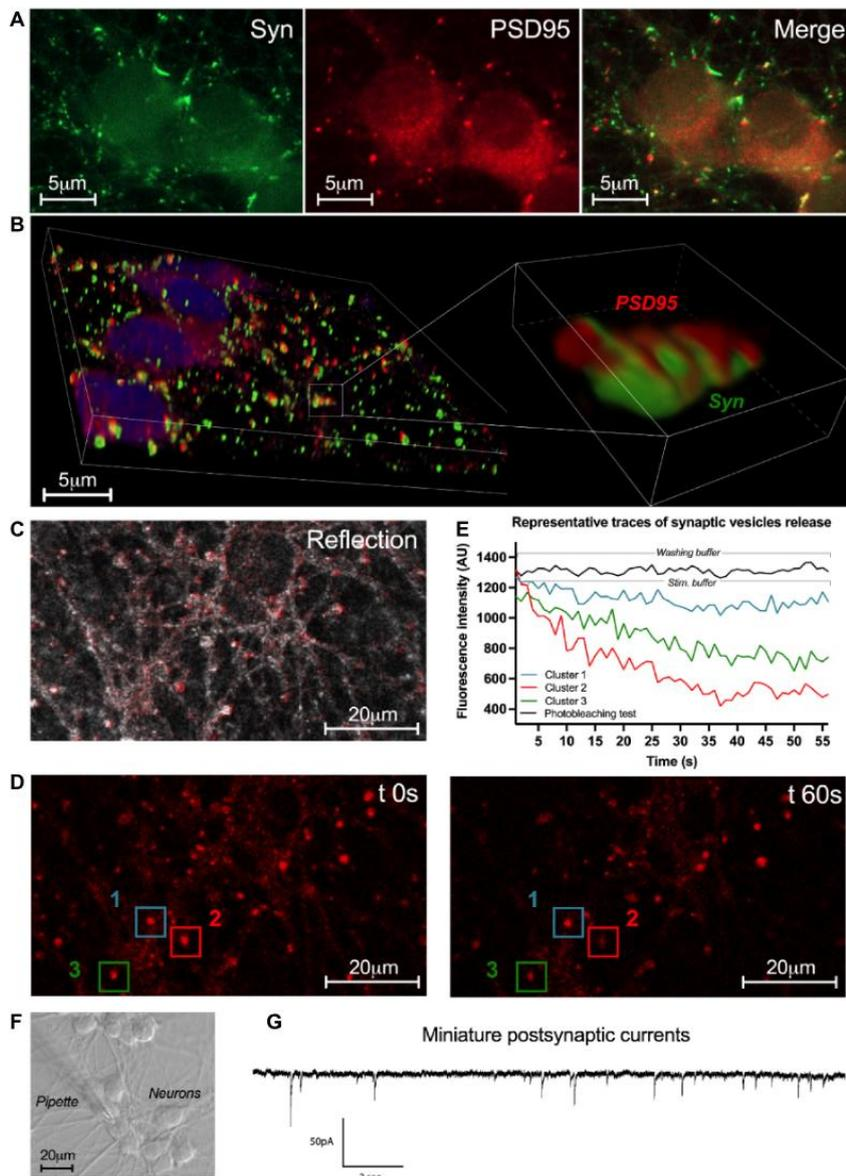 A
Syn
PSD95
Merge
5μm
5μm
5μm
B
PSD95
Syn
5μm
C
Reflection
20μm
E
Representative traces of synaptic vesicles release
Fluorescence intensity (AU)
1400
1200
1000
800
600
400
Washing buffer
Stim. buffer
Cluster 1
Cluster 2
Cluster 3
Photobleaching test
5 10 15 20 25 30 35 40 45 50 55
Time (s)
D
t 0s
1
2
3
20μm
t 60s
1
2
3
20μm
F
Pipette
Neurons
20μm
G
Miniature postsynaptic currents
50pA